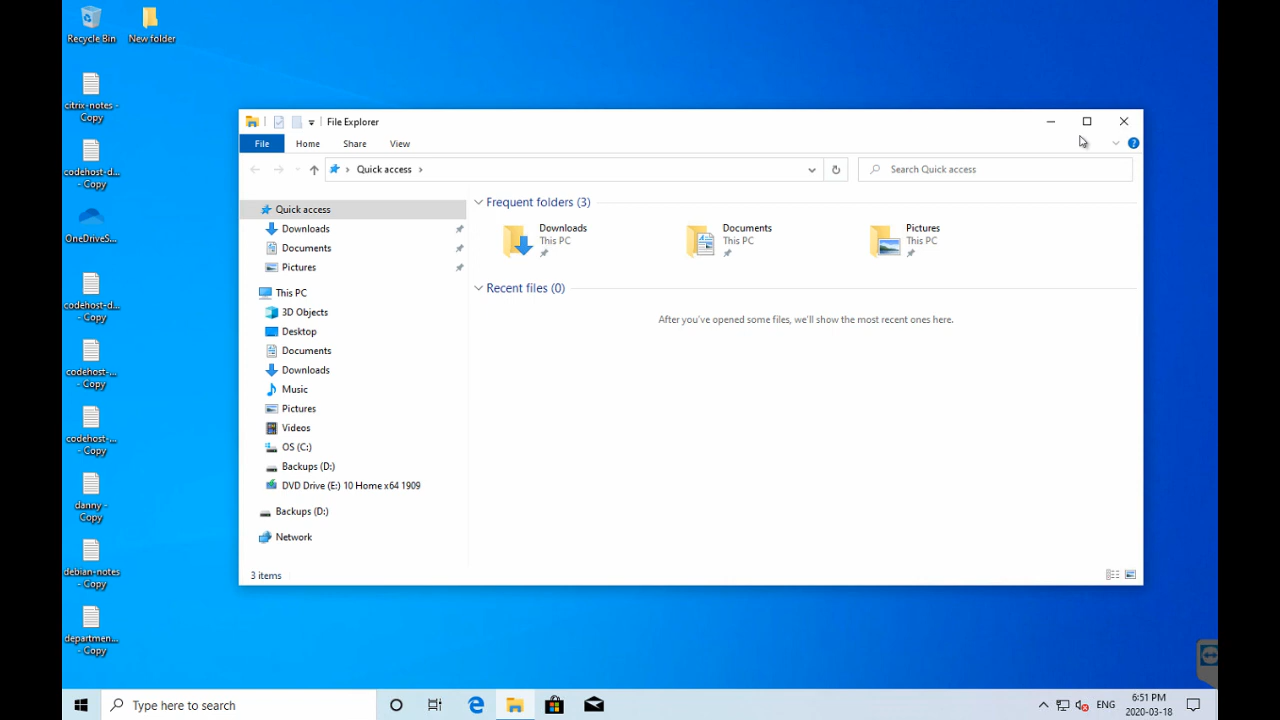 Recycle Bin
New folder
citrix-notes -
Copy
codehost-d...
- Copy
OneDriveS...
codehost-d...
- Copy
codehost-...
- Copy
codehost-...
- Copy
danny -
Copy
debian-notes
- Copy
departmen...
- Copy
File Explorer
File Home Share View
Quick access
Search Quick access
Quick access
Downloads
Documents
Pictures
This PC
3D Objects
Desktop
Documents
Downloads
Music
Pictures
Videos
OS (C:)
Backups (D:)
DVD Drive (E:) 10 Home x64 1909
Backups (D:)
Network
Frequent folders (3)
Downloads
This PC
Documents
This PC
Pictures
This PC
Recent files (0)
After you've opened some files, we'll show the most recent ones here.
3 items
Type here to search
ENG
6:51 PM
2020-03-18